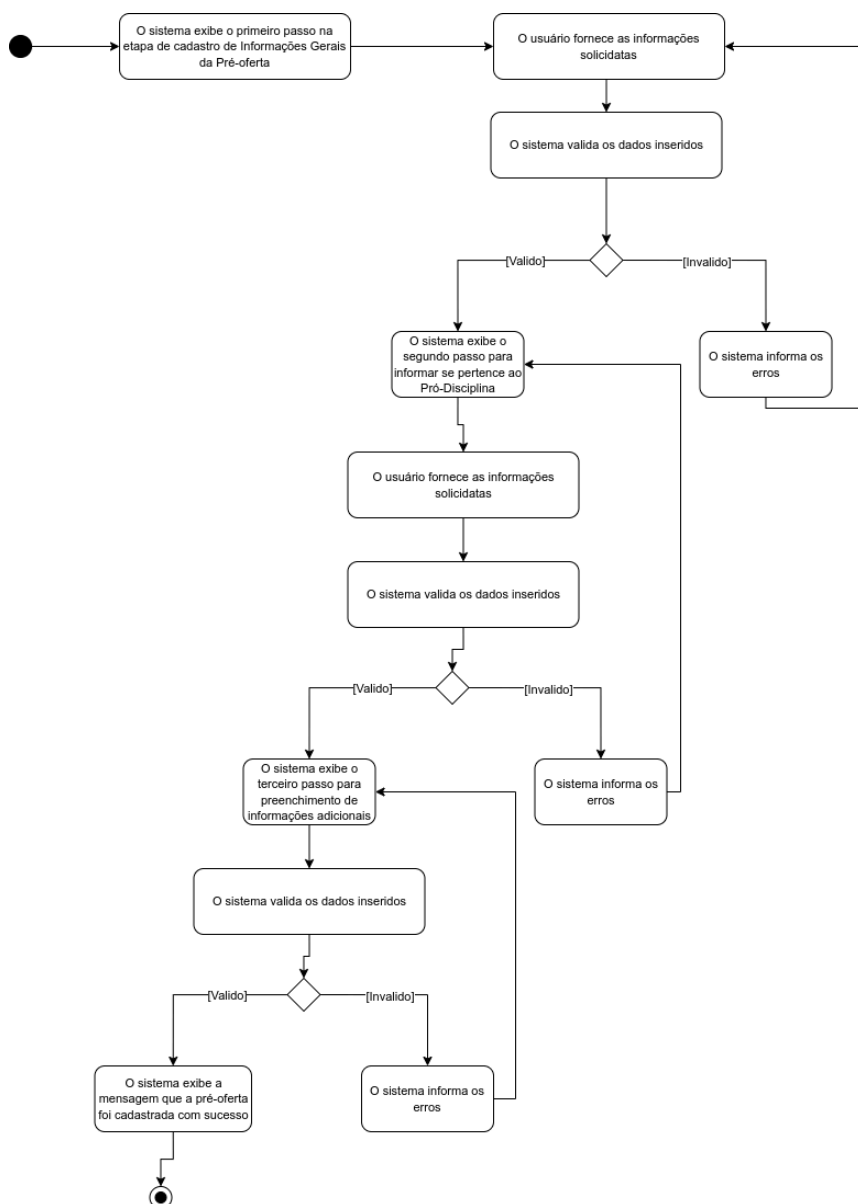 O sistema exibe o primeiro passo na
etapa de cadastro de Informações Gerais
da Pré-oferta
O usuário fornece as informações
solicidatas
O sistema valida os dados inseridos
[Valido]
[Invalido]
O sistema exibe o
segundo passo para
informar se pertence ao
Pró-Disciplina
O sistema informa os
erros
O usuário fornece as informações
solicidatas
O sistema valida os dados inseridos
[Valido]
[Invalido]
O sistema exibe o
terceiro passo para
preenchimento de
informações adicionais
O sistema informa os
erros
O sistema valida os dados inseridos
[Valido]
[Invalido]
O sistema exibe a
mensagem que a pré-oferta
foi cadastrada com sucesso
O sistema informa os
erros